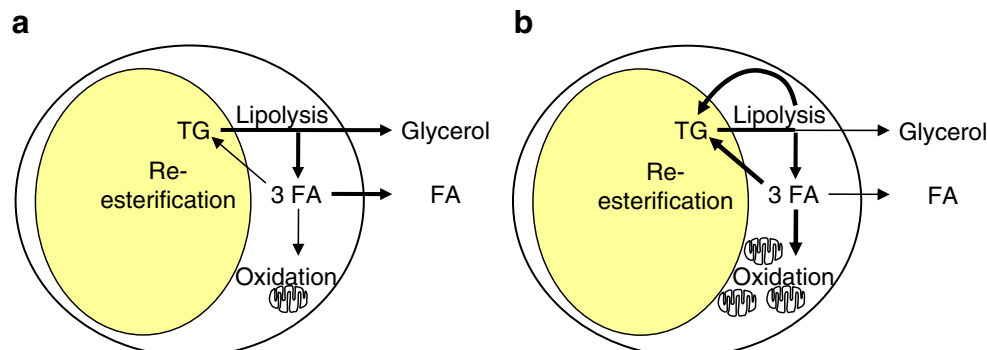 a
Lipolysis
TG
Glycerol
Re-
esterification
3 FA
FA
Oxidation
b
Lipolysis
TG
Glycerol
Re-
esterification
3 FA
FA
Oxidation